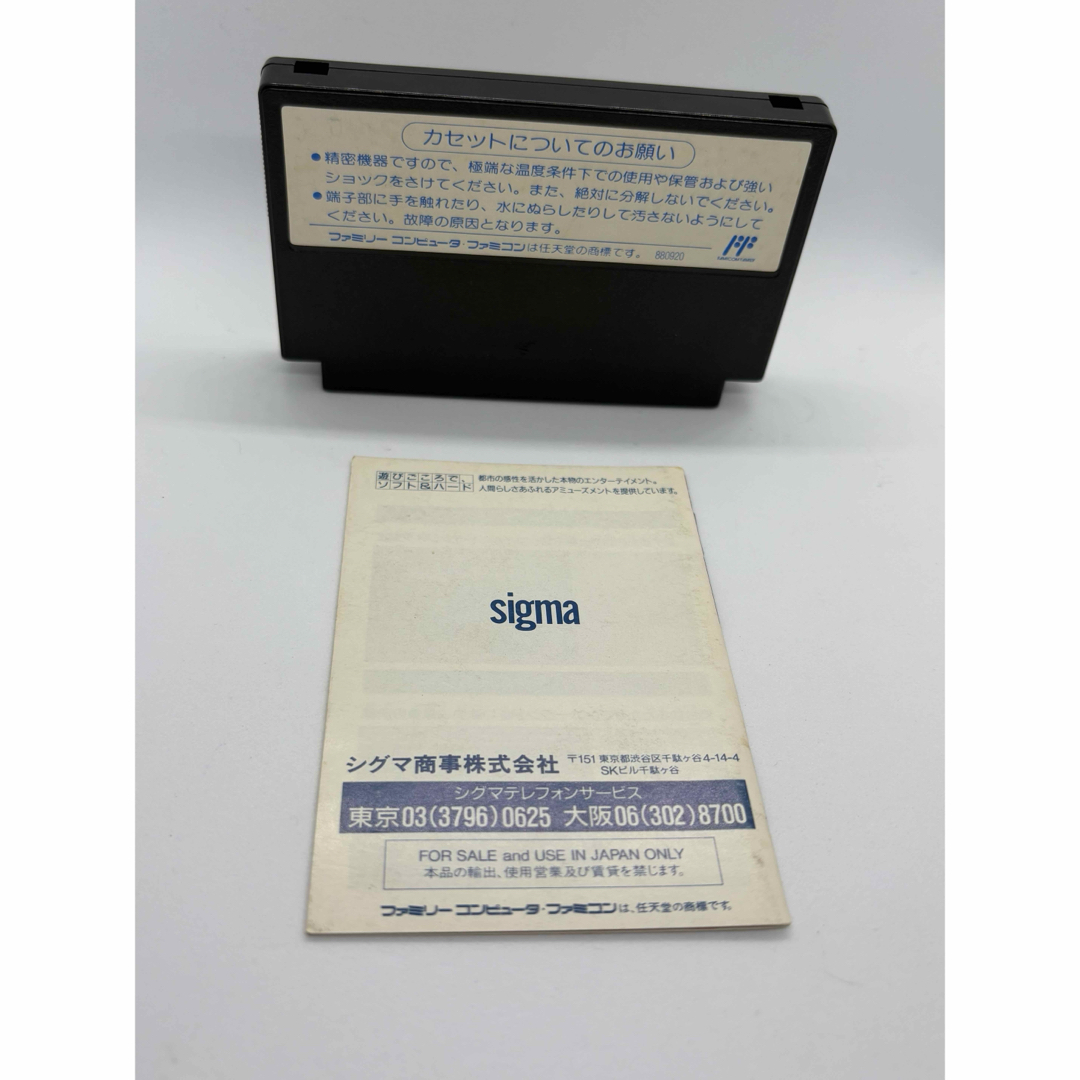 カセットについてのお願い
●精密機器ですので、極端な温度条件下での使用や保管および強い
ショックをさけてください。また、絶対に分解しないでください。
●端子部に手を触れたり、水にぬらしたりして汚さないようにして
ください。故障の原因となります。
ファミリー コンピュータ・ファミコンは任天堂の商標です。 880920
遊びごころで、 都市の感性を活かした本物のエンターテイメント。
ソフト&ハード 人間らしさあふれるアミューズメントを提供しています。
sigma
シグマ商事株式会社 〒151 東京都渋谷区千駄ヶ谷4-14-4
SKビル千駄ヶ谷
シグマテレフォンサービス
東京03(3796)0625 大阪06(302)8700
FOR SALE and USE IN JAPAN ONLY
本品の輸出、使用営業及び賃貸を禁じます。
ファミリー コンピュータ・ファミコンは、任天堂の商標です。